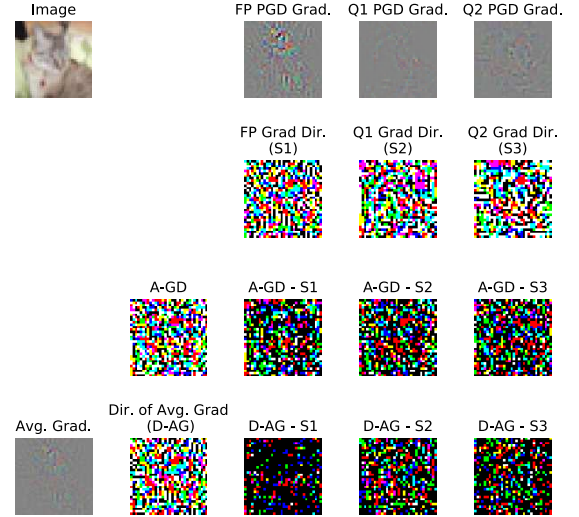 Image
FP PGD Grad.
Q1 PGD Grad.
Q2 PGD Grad.
FP Grad Dir.
(S1)
Q1 Grad Dir.
(S2)
Q2 Grad Dir.
(S3)
A-GD
A-GD - S1
A-GD - S2
A-GD - S3
Avg. Grad.
Dir. of Avg. Grad
(D-AG)
D-AG - S1
D-AG - S2
D-AG - S3